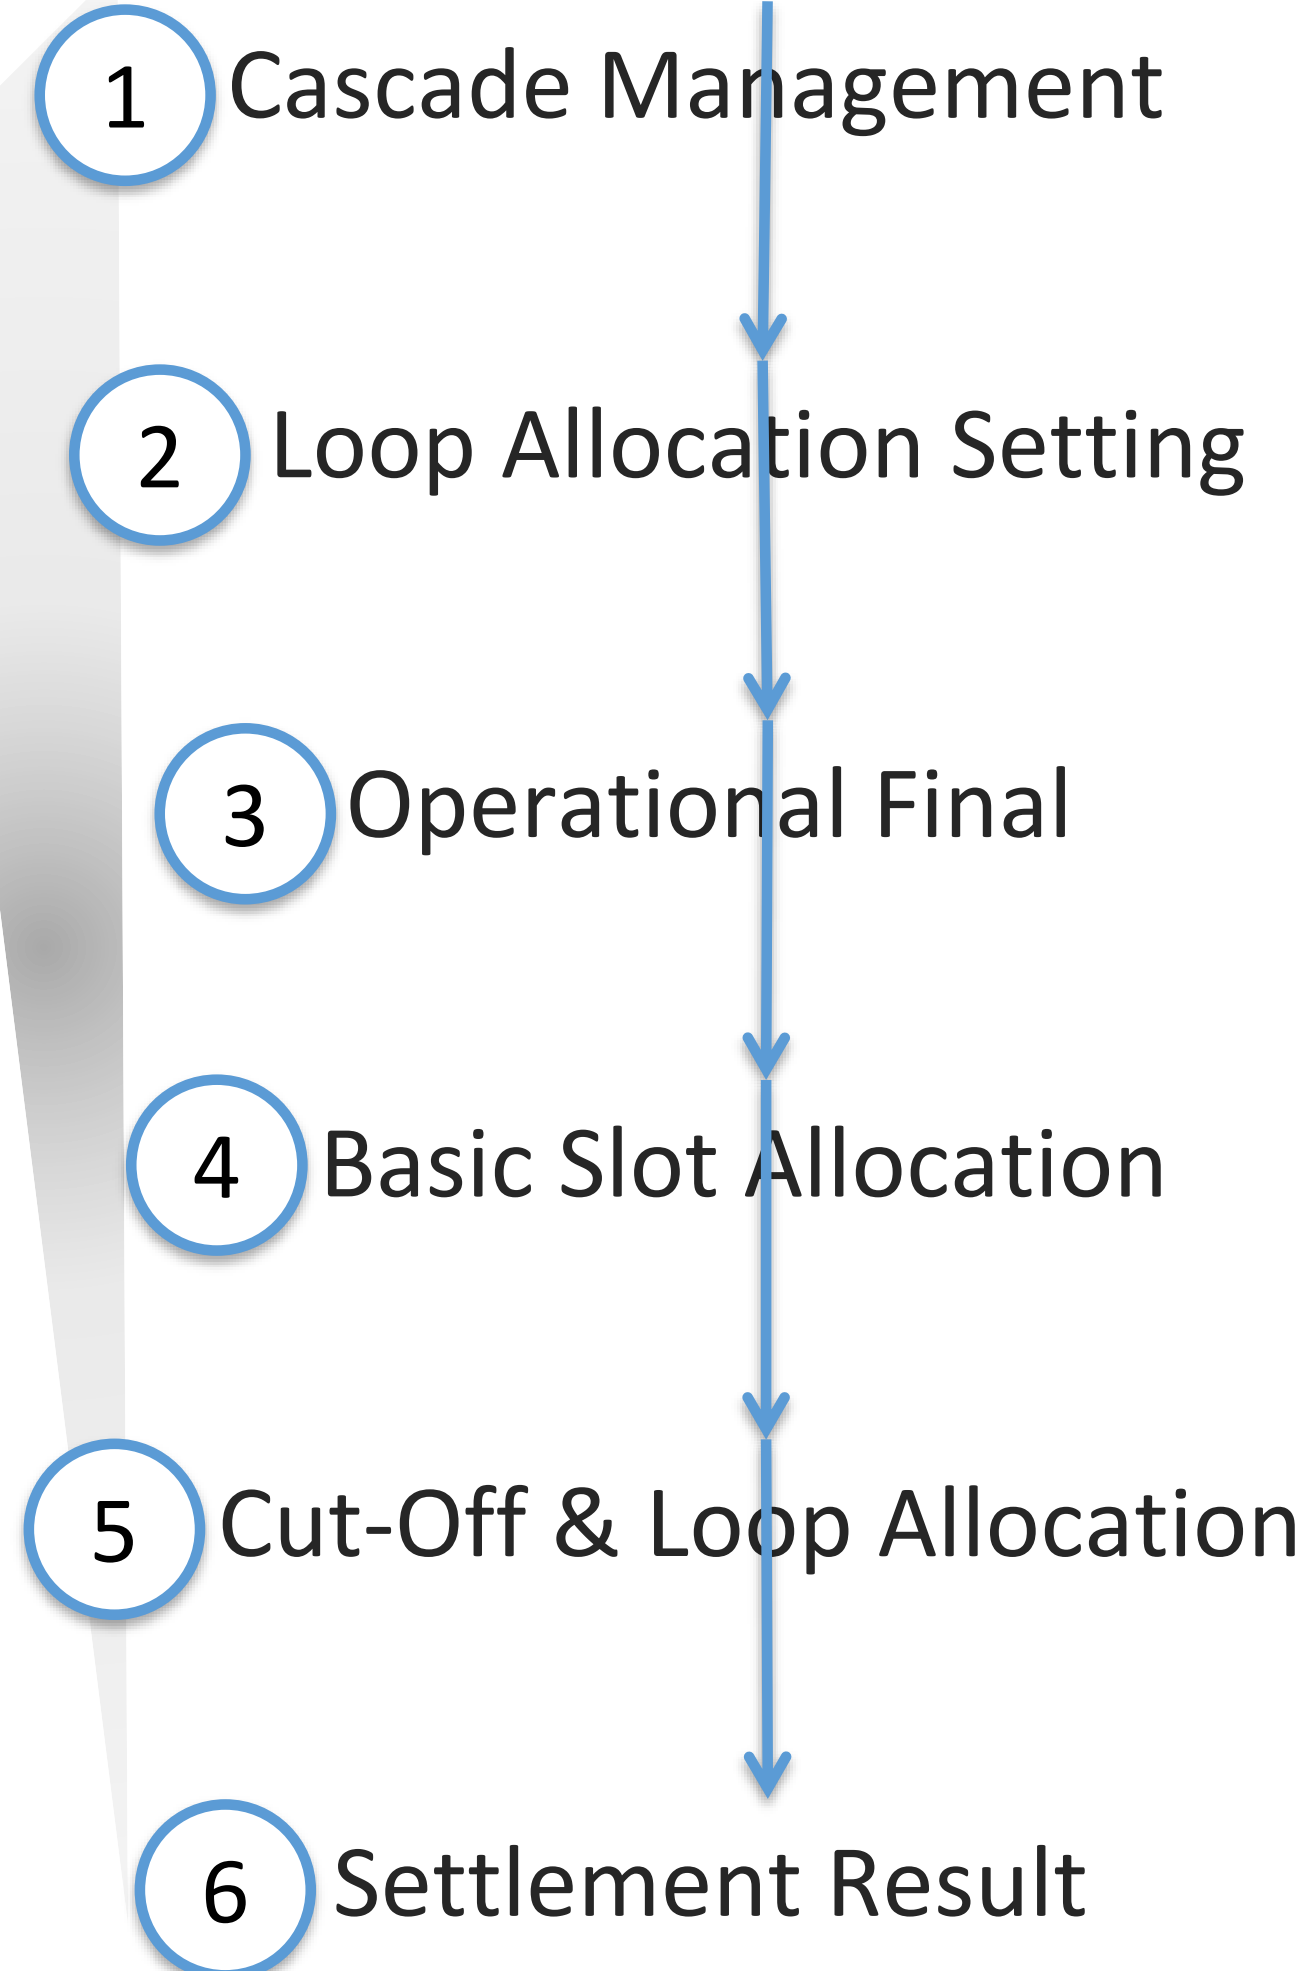 1 Cascade Management
2 Loop Allocation Setting
3 Operational Final
4 Basic Slot Allocation
5 Cut-Off & Loop Allocation
6 Settlement Result